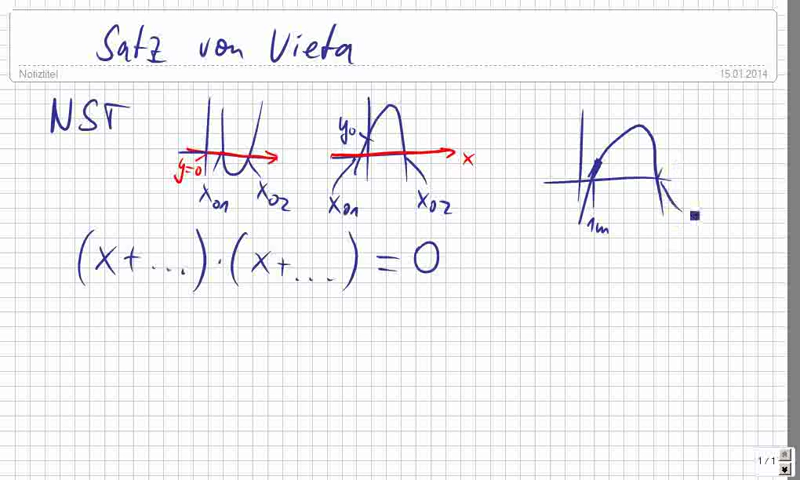 Satz von Vieta
Notiztitel
15.01.2014
NST
y=0
x01
x02
y0
x
x01
x02
1m
(x+...)·(x+...)=0
1/1